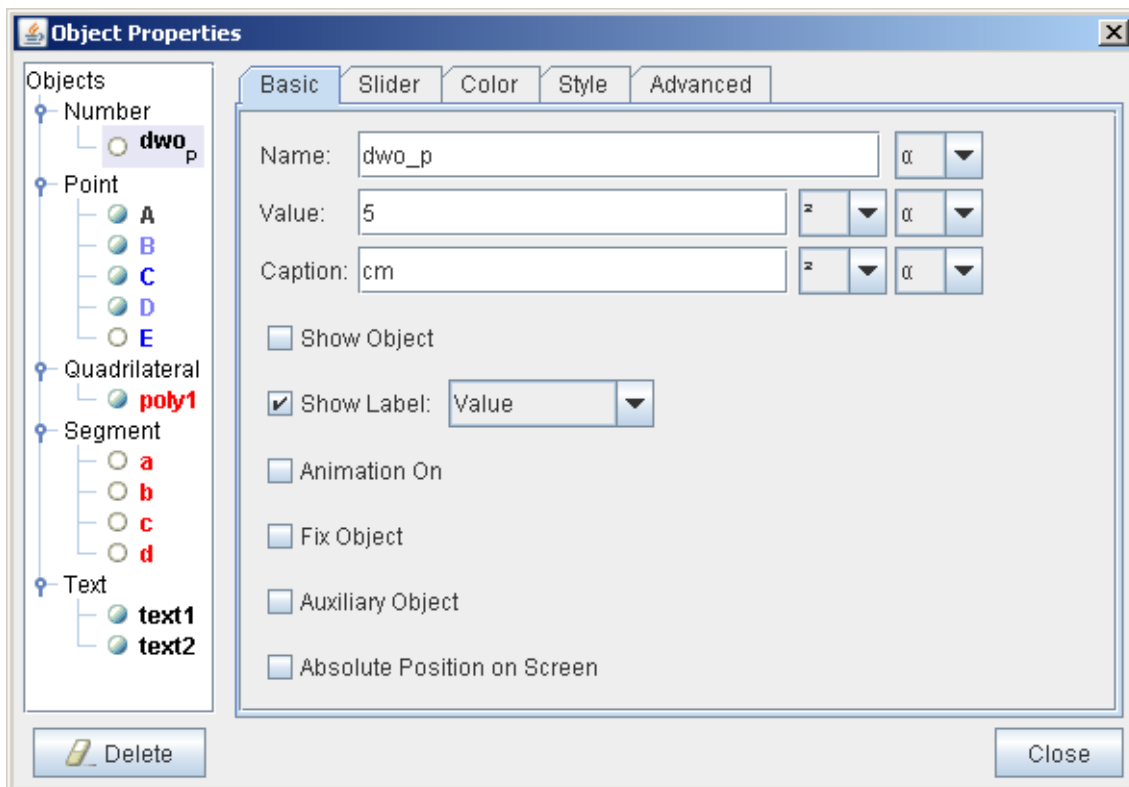 Object Properties
Objects
Number
dwo_p
Point
A
B
C
D
E
Quadrilateral
poly1
Segment
a
b
c
d
Text
text1
text2
Delete
Basic Slider Color Style Advanced
Name: dwo_p α
Value: 5 ² α
Caption: cm ² α
Show Object
Show Label: Value
Animation On
Fix Object
Auxiliary Object
Absolute Position on Screen
Close